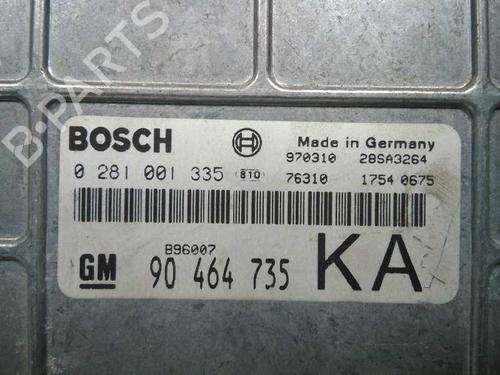 B-PARTS
BOSCH Made in Germany
970310 28SA3264
0 281 001 335 810 76310 1754 0675
B96007
GM 90 464 735 KA